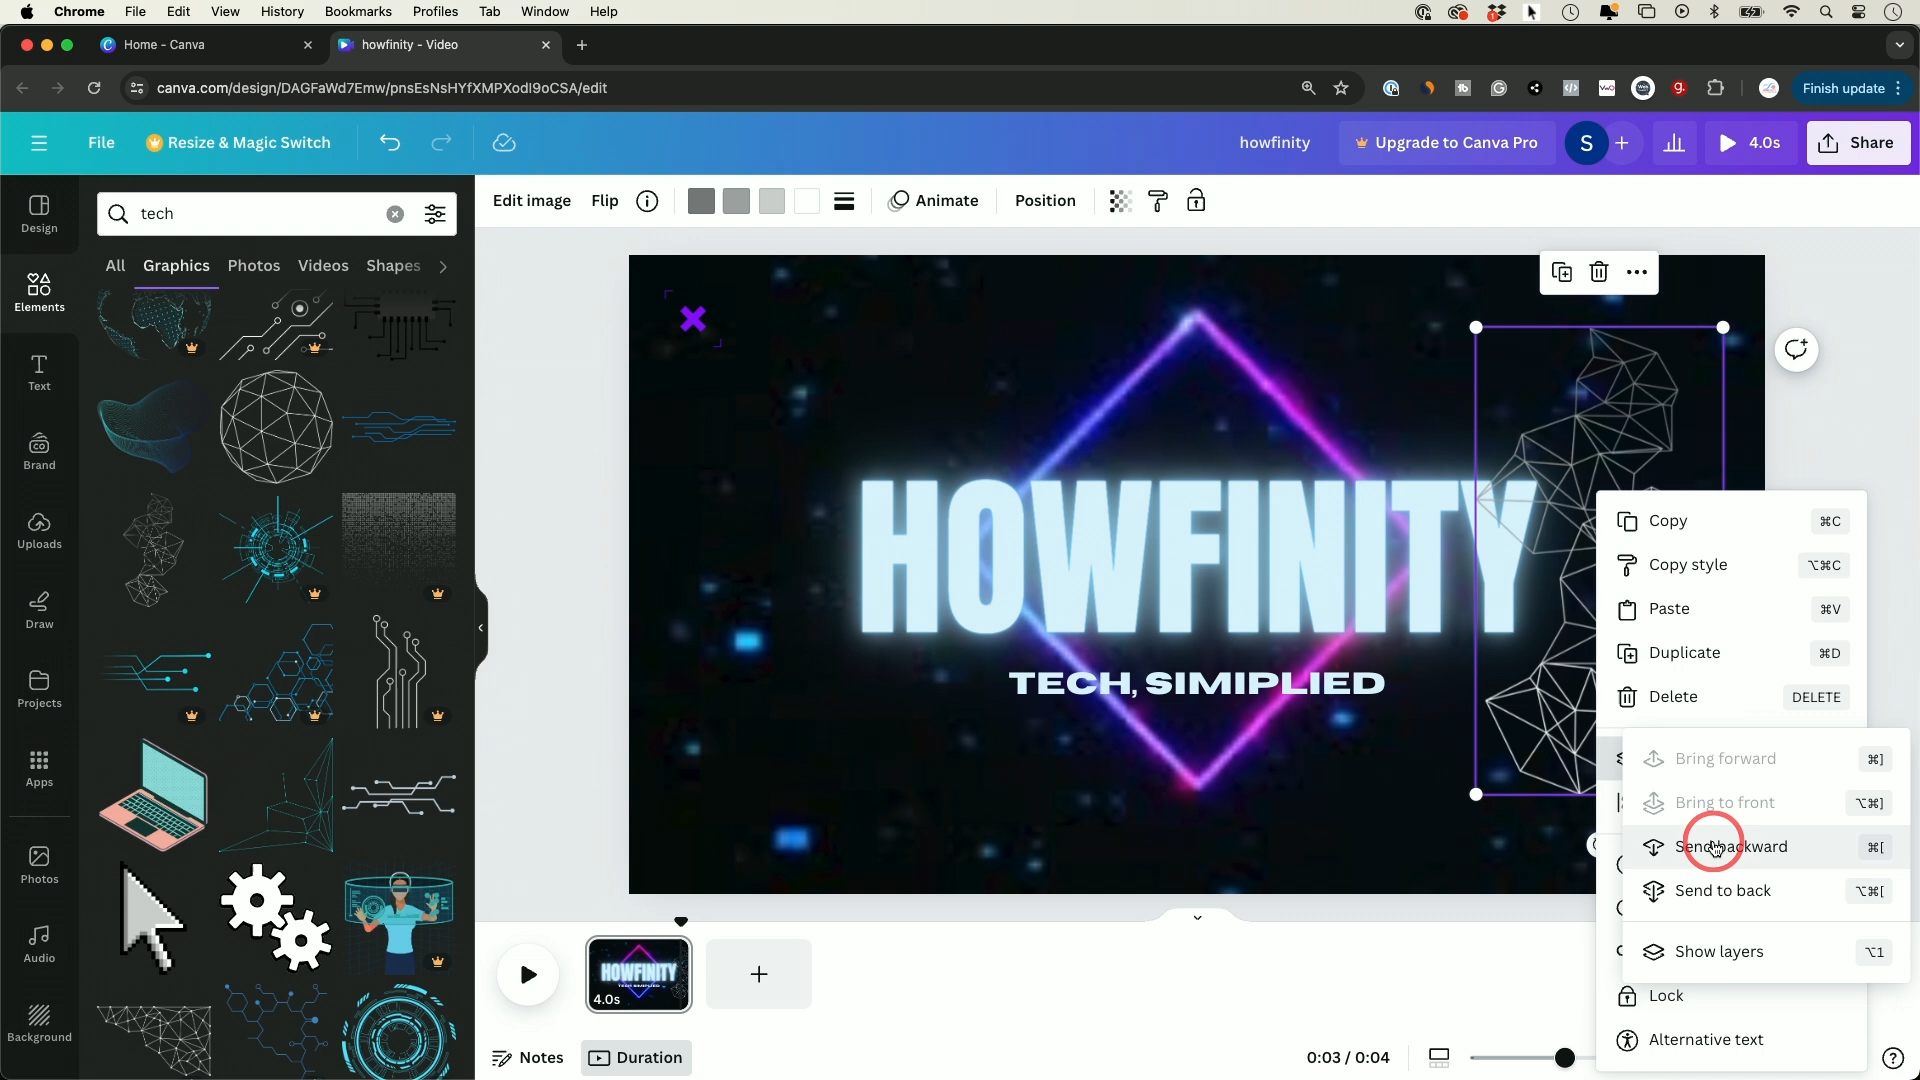 Chrome File Edit View History Bookmarks Profiles Tab Window Help
Home - Canva
howfinity - Video
canva.com/design/DAGFaWd7Emw/pnsEsNsHYfXMPXodI9oCSA/edit
Finish update
File
Resize & Magic Switch
howfinity
Upgrade to Canva Pro
S
4.0s
Share
Design
Elements
Text
Brand
Uploads
Draw
Projects
Apps
Photos
Audio
Background
tech
All Graphics Photos Videos Shapes
Edit image
Flip
Animate
Position
HOWFINITY
TECH, SIMIPLIED
Copy ⌘C
Copy style ⌥⌘C
Paste ⌘V
Duplicate ⌘D
Delete DELETE
Bring forward ⌘]
Bring to front ⌥⌘]
Send backward ⌘[
Send to back ⌥⌘[
Show layers ⌥1
Lock
Alternative text
HOWFINITY
TECH, SIMIPLIED
4.0s
Notes
Duration
0:03 / 0:04